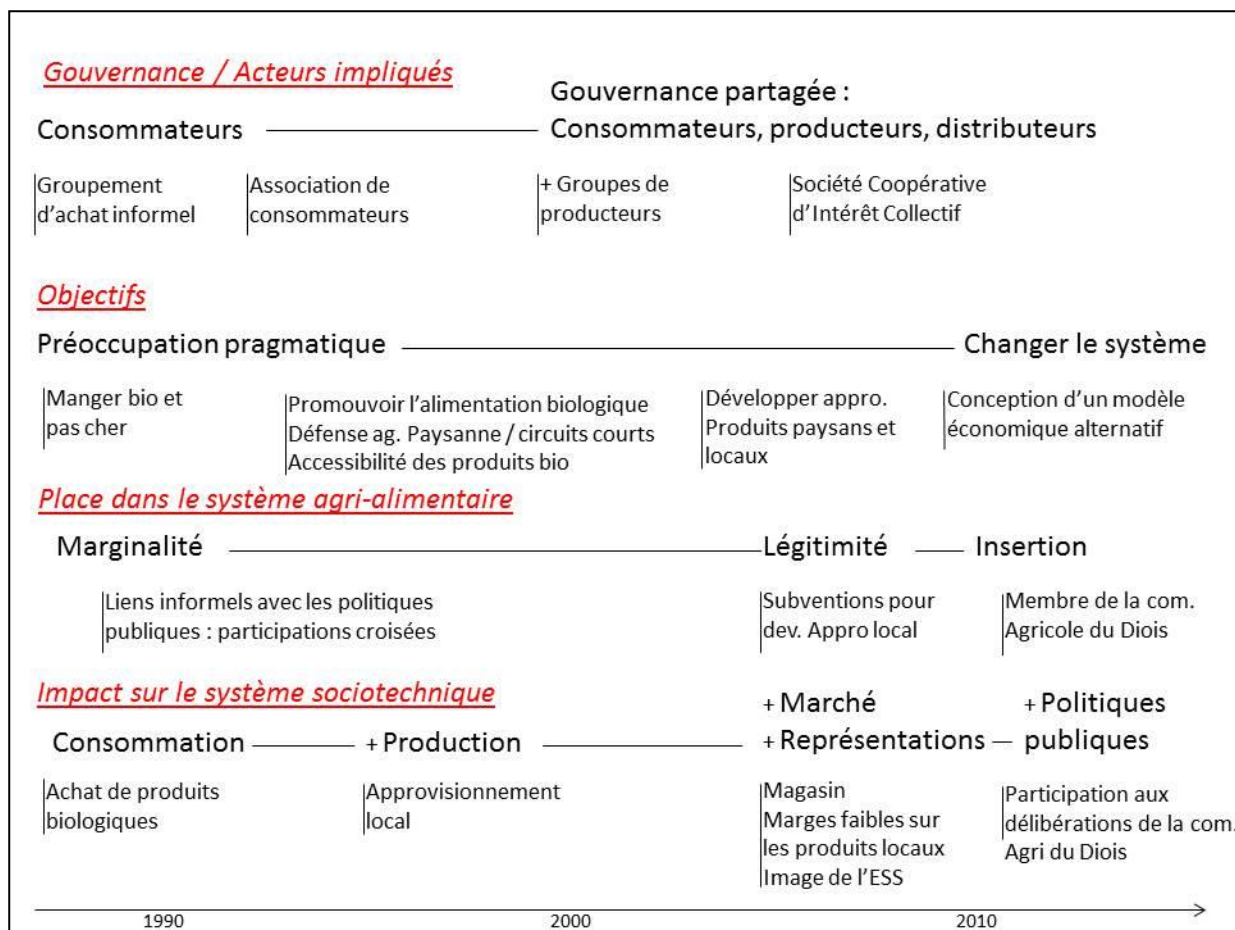 Gouvernance / Acteurs impliqués
Gouvernance partagée :
Consommateurs
Consommateurs, producteurs, distributeurs
Groupement
d’achat informel
Association de
consommateurs
+ Groupes de
producteurs
Société Coopérative
d’Intérêt Collectif
Objectifs
Préoccupation pragmatique
Changer le système
Manger bio et
pas cher
Promouvoir l’alimentation biologique
Défense ag. Paysanne / circuits courts
Accessibilité des produits bio
Développer appro.
Produits paysans et
locaux
Conception d’un modèle
économique alternatif
Place dans le système agri-alimentaire
Marginalité
Légitimité
Insertion
Liens informels avec les politiques
publiques : participations croisées
Subventions pour
dev. Appro local
Membre de la com.
Agricole du Diois
Impact sur le système sociotechnique
Consommation
+ Production
+ Marché
+ Représentations
+ Politiques
publiques
Achat de produits
biologiques
Approvisionnement
local
Magasin
Marges faibles sur
les produits locaux
Image de l’ESS
Participation aux
délibérations de la com.
Agri du Diois
1990
2000
2010